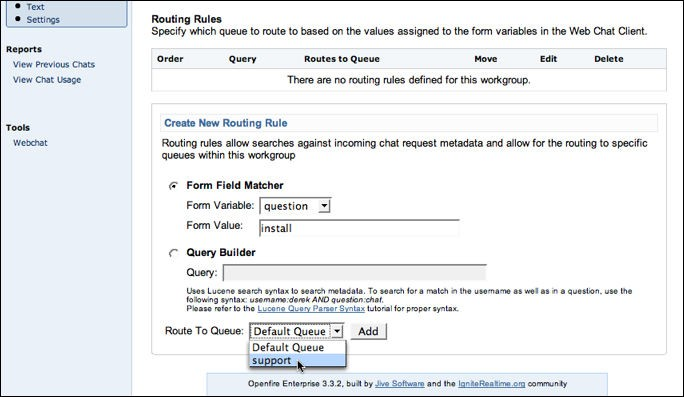 Text
Settings
Reports
View Previous Chats
View Chat Usage
Tools
Webchat
Routing Rules
Specify which queue to route to based on the values assigned to the form variables in the Web Chat Client.
Order Query Routes to Queue Move Edit Delete
There are no routing rules defined for this workgroup.
Create New Routing Rule
Routing rules allow searches against incoming chat request metadata and allow for the routing to specific
queues within this workgroup
Form Field Matcher
Form Variable: question
Form Value: install
Query Builder
Query:
Uses Lucene search syntax to search metadata. To search for a match in the username as well as in a question, use
the following syntax: username:derek AND question:chat.
Please refer to the Lucene Query Parser Syntax tutorial for proper syntax.
Route To Queue: Default Queue Add
Default Queue
support
Openfire Enterprise 3.3.2, built by Jive Software and the IgniteRealtime.org community